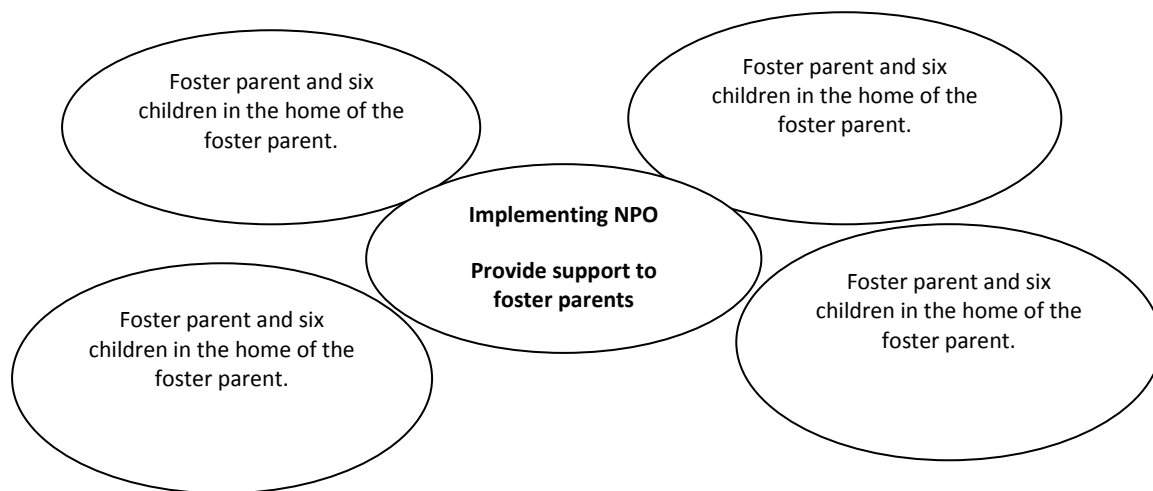 Foster parent and six
children in the home of the
foster parent.
Foster parent and six
children in the home of the
foster parent.
Implementing NPO
Provide support to
foster parents
Foster parent and six
children in the home of the
foster parent.
Foster parent and six
children in the home of the
foster parent.